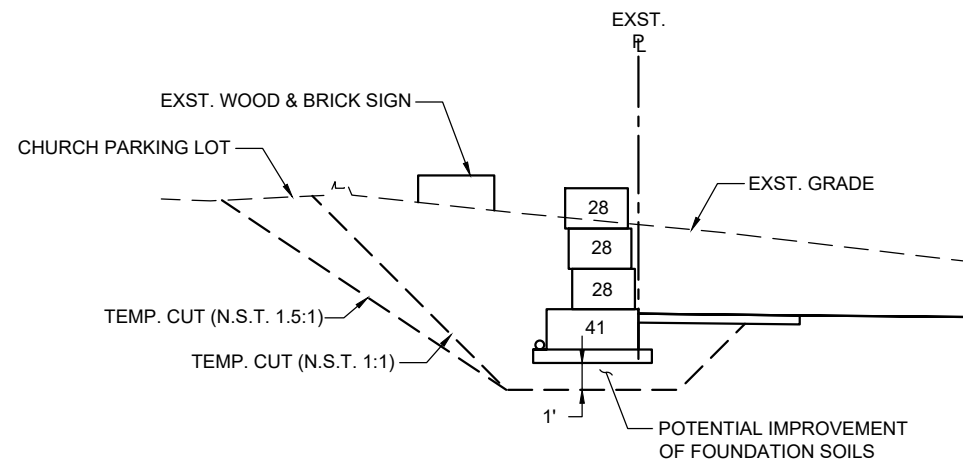 EXST.
PL
EXST. WOOD & BRICK SIGN
CHURCH PARKING LOT
EXST. GRADE
28
28
28
41
TEMP. CUT (N.S.T. 1.5:1)
TEMP. CUT (N.S.T. 1:1)
1'
POTENTIAL IMPROVEMENT
OF FOUNDATION SOILS